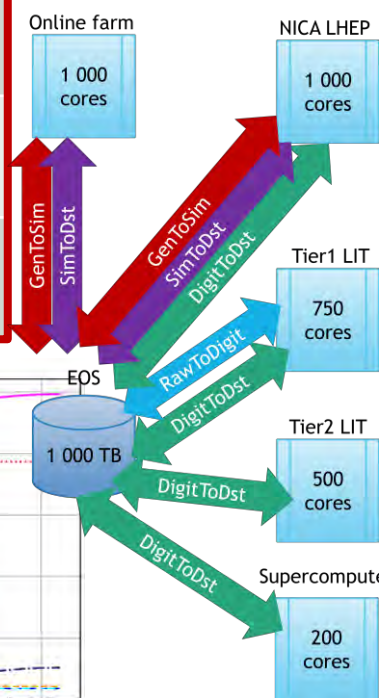 Online farm
1 000
cores
NICA LHEP
1 000
cores
GenToSim
SimToDst
GenToSim
SimToDst
DigitToDst
Tier1 LIT
750
cores
RawToDigit
EOS
DigitToDst
1 000 TB
Tier2 LIT
500
cores
DigitToDst
DigitToDst
Supercompute
200
cores